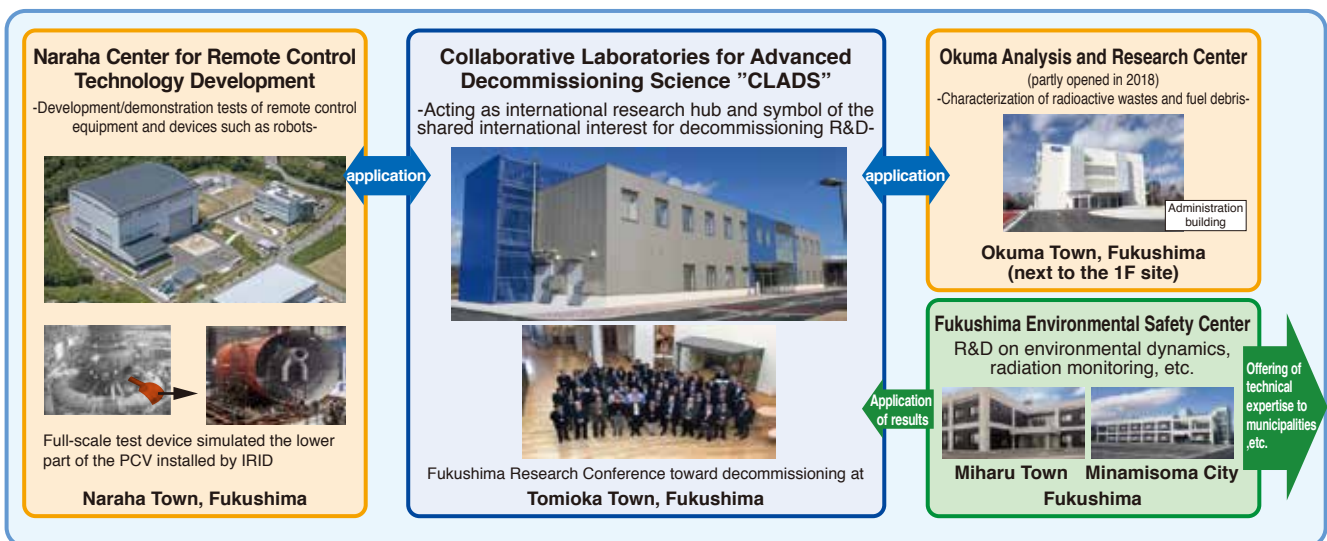 Naraha Center for Remote Control
Technology Development
-Development/demonstration tests of remote control
equipment and devices such as robots-
Full-scale test device simulated the lower
part of the PCV installed by IRID
Naraha Town, Fukushima
application
Collaborative Laboratories for Advanced
Decommissioning Science ”CLADS”
-Acting as international research hub and symbol of the
shared international interest for decommissioning R&D-
Fukushima Research Conference toward decommissioning at
Tomioka Town, Fukushima
application
Okuma Analysis and Research Center
(partly opened in 2018)
-Characterization of radioactive wastes and fuel debris-
Administration
building
Okuma Town, Fukushima
(next to the 1F site)
Application
of results
Fukushima Environmental Safety Center
R&D on environmental dynamics,
radiation monitoring, etc.
Miharu Town Minamisoma City
Fukushima
Offering of
technical
expertise to
municipalities
,etc.